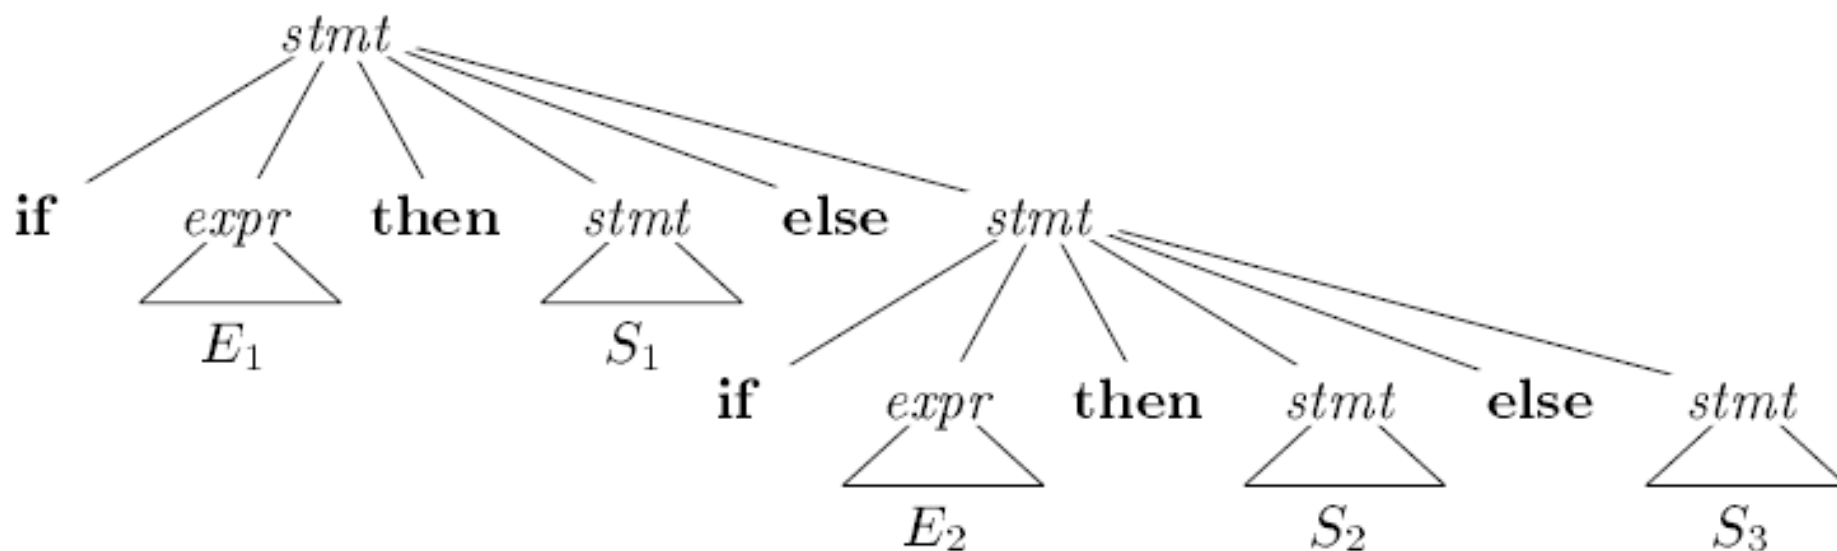 stmt
if expr then stmt else stmt
E₁ S₁
if expr then stmt else stmt
E₂ S₂ S₃